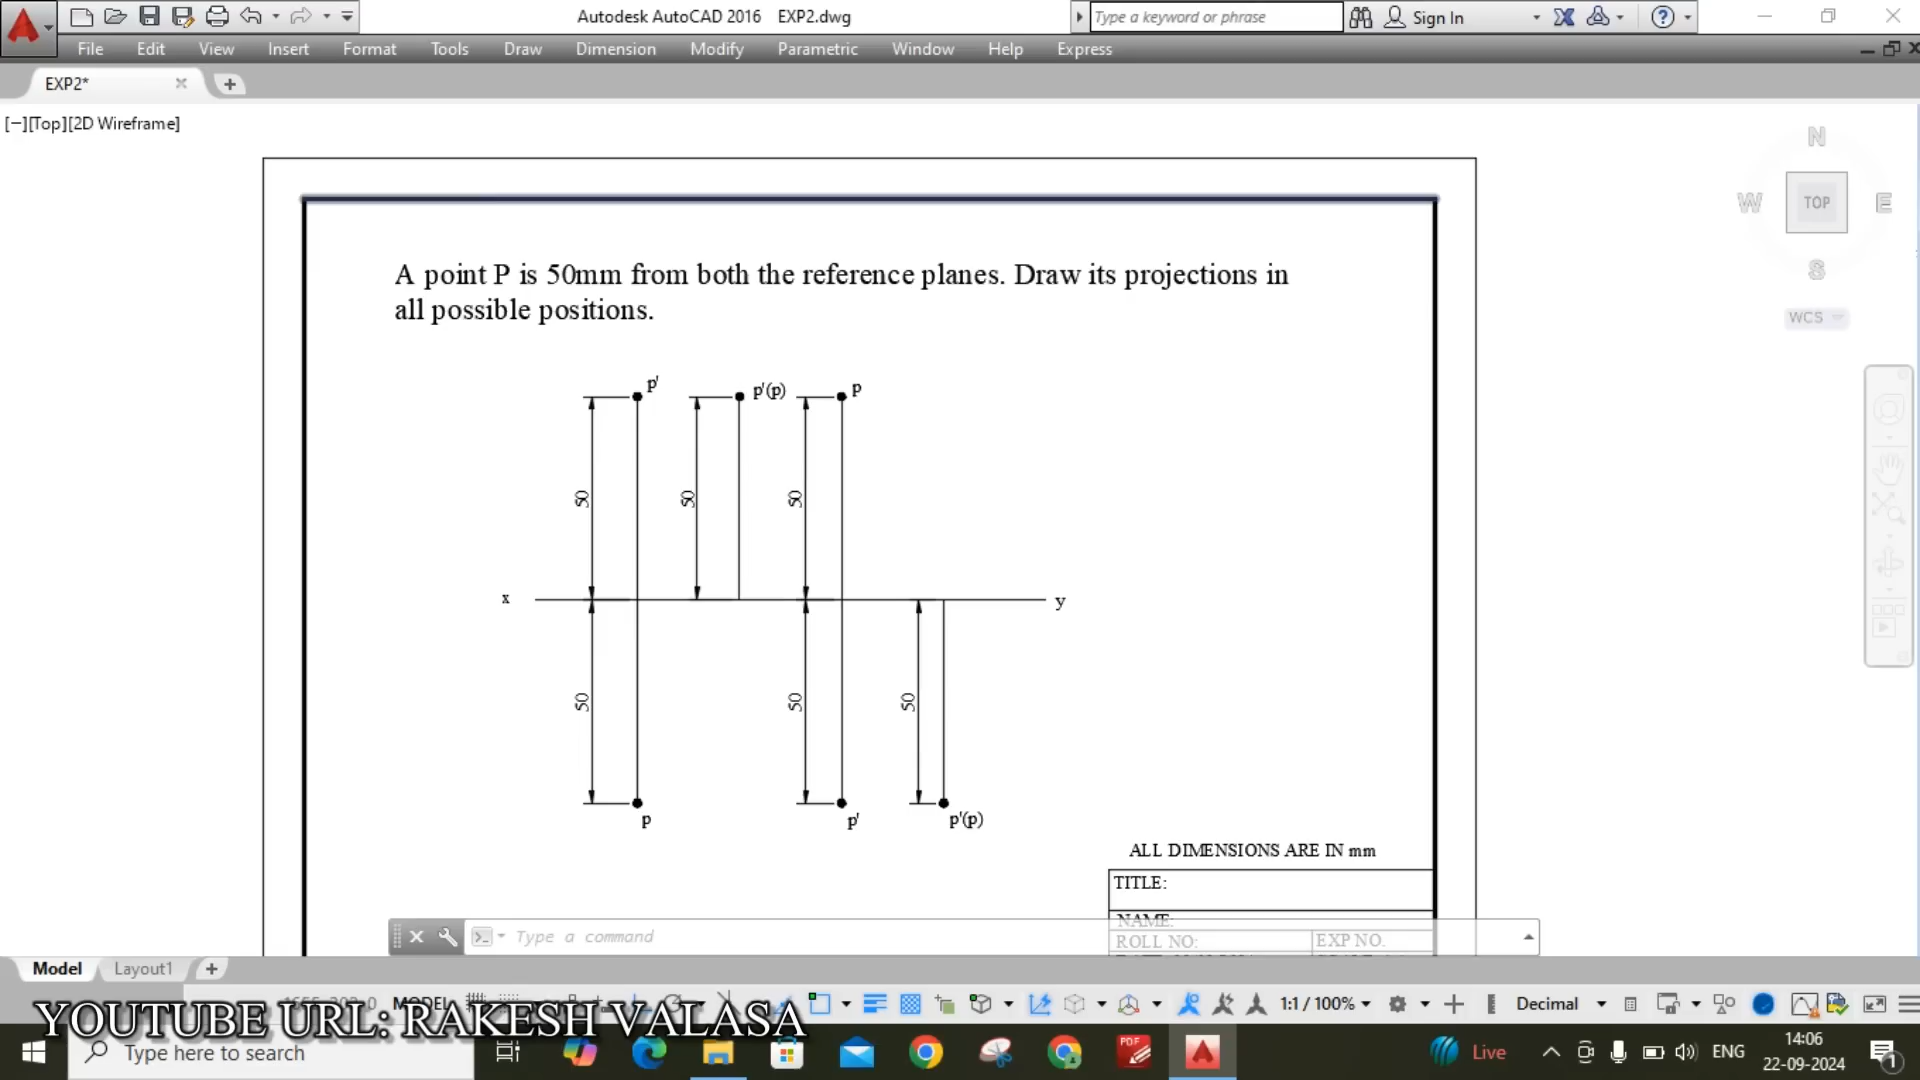 Autodesk AutoCAD 2016 EXP2.dwg
Type a keyword or phrase
Sign In
File Edit View Insert Format Tools Draw Dimension Modify Parametric Window Help Express
EXP2*
[−][Top][2D Wireframe]
N
W TOP E
S
WCS
A point P is 50mm from both the reference planes. Draw its projections in
all possible positions.
p' p'(p) p
50 50 50
x y
50 50 50
p p' p'(p)
ALL DIMENSIONS ARE IN mm
TITLE:
NAME:
Type a command
ROLL NO: EXP NO.
Model Layout1
MODEL 1:1 / 100% Decimal
YOUTUBE URL: RAKESH VALASA
Type here to search
PDF
Live
ENG
14:06
22-09-2024
1